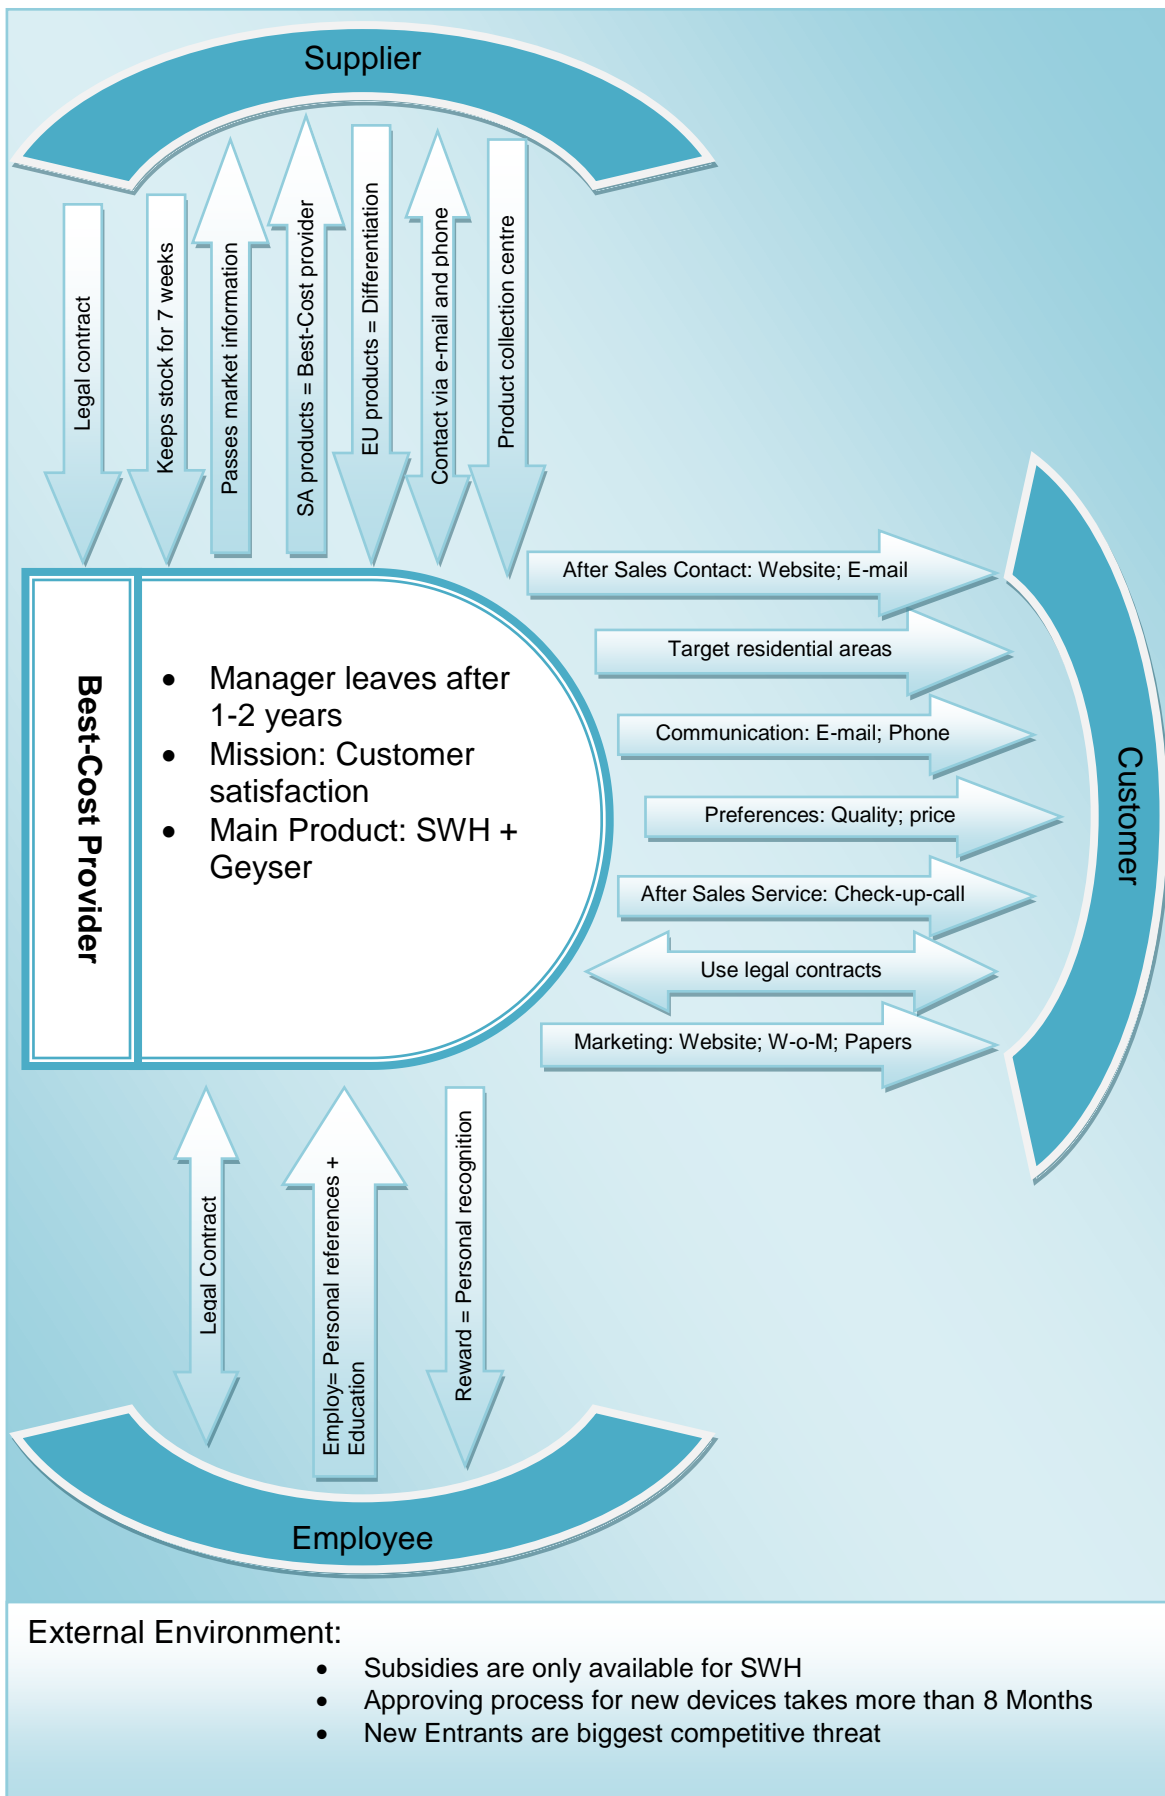 Supplier
Legal contract
Keeps stock for 7 weeks
Passes market information
SA products = Best-Cost provider
EU products = Differentiation
Contact via e-mail and phone
Product collection centre
After Sales Contact: Website; E-mail
Target residential areas
Communication: E-mail; Phone
Preferences: Quality; price
After Sales Service: Check-up-call
Use legal contracts
Marketing: Website; W-o-M; Papers
Customer
Best-Cost Provider
• Manager leaves after
1-2 years
• Mission: Customer
satisfaction
• Main Product: SWH +
Geyser
Legal Contract
Employ= Personal references +
Education
Reward = Personal recognition
Employee
External Environment:
• Subsidies are only available for SWH
• Approving process for new devices takes more than 8 Months
• New Entrants are biggest competitive threat